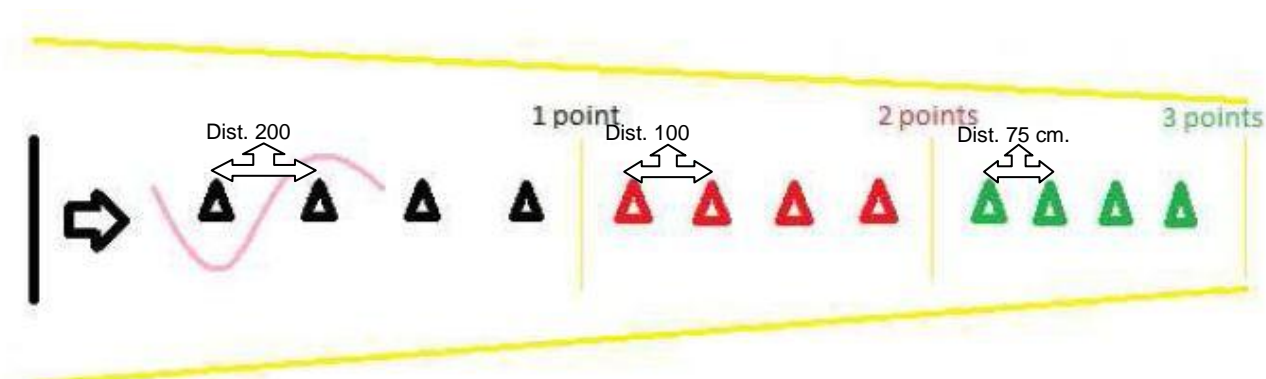 1 point
2 points
3 points
Dist. 200
Dist. 100
Dist. 75 cm.